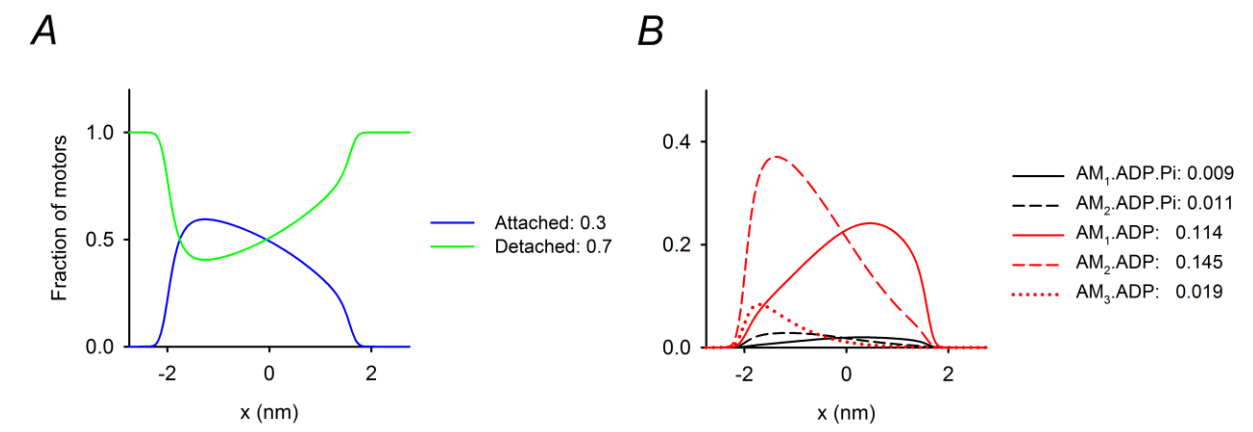 A
B
Fraction of motors
1.0
0.5
0.0
-2
0
2
x (nm)
Attached: 0.3
Detached: 0.7
0.4
0.2
0.0
-2
0
2
x (nm)
AM₁.ADP.Pi: 0.009
AM₂.ADP.Pi: 0.011
AM₁.ADP: 0.114
AM₂.ADP: 0.145
AM₃.ADP: 0.019